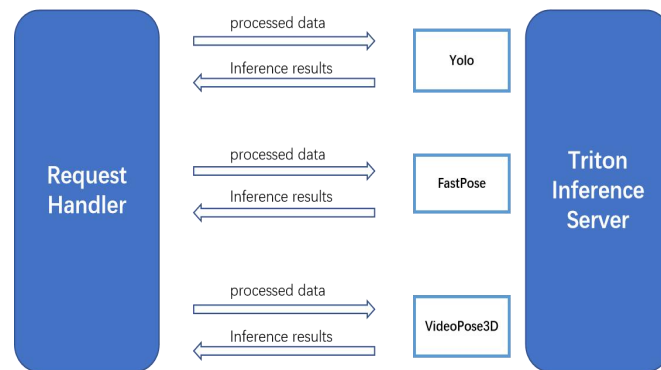 processed data
Inference results
Yolo
processed data
Inference results
FastPose
processed data
Inference results
VideoPose3D
Request
Handler
Triton
Inference
Server